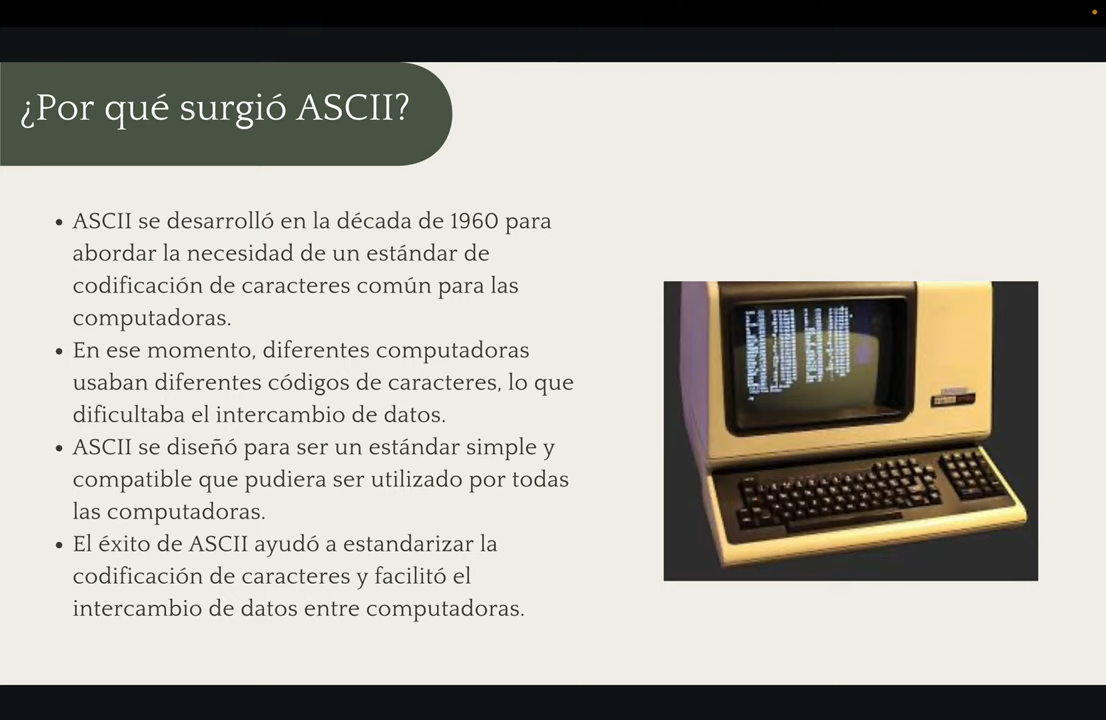 ¿Por qué surgió ASCII?
• ASCII se desarrolló en la década de 1960 para
abordar la necesidad de un estándar de
codificación de caracteres común para las
computadoras.
• En ese momento, diferentes computadoras
usaban diferentes códigos de caracteres, lo que
dificultaba el intercambio de datos.
• ASCII se diseñó para ser un estándar simple y
compatible que pudiera ser utilizado por todas
las computadoras.
• El éxito de ASCII ayudó a estandarizar la
codificación de caracteres y facilitó el
intercambio de datos entre computadoras.